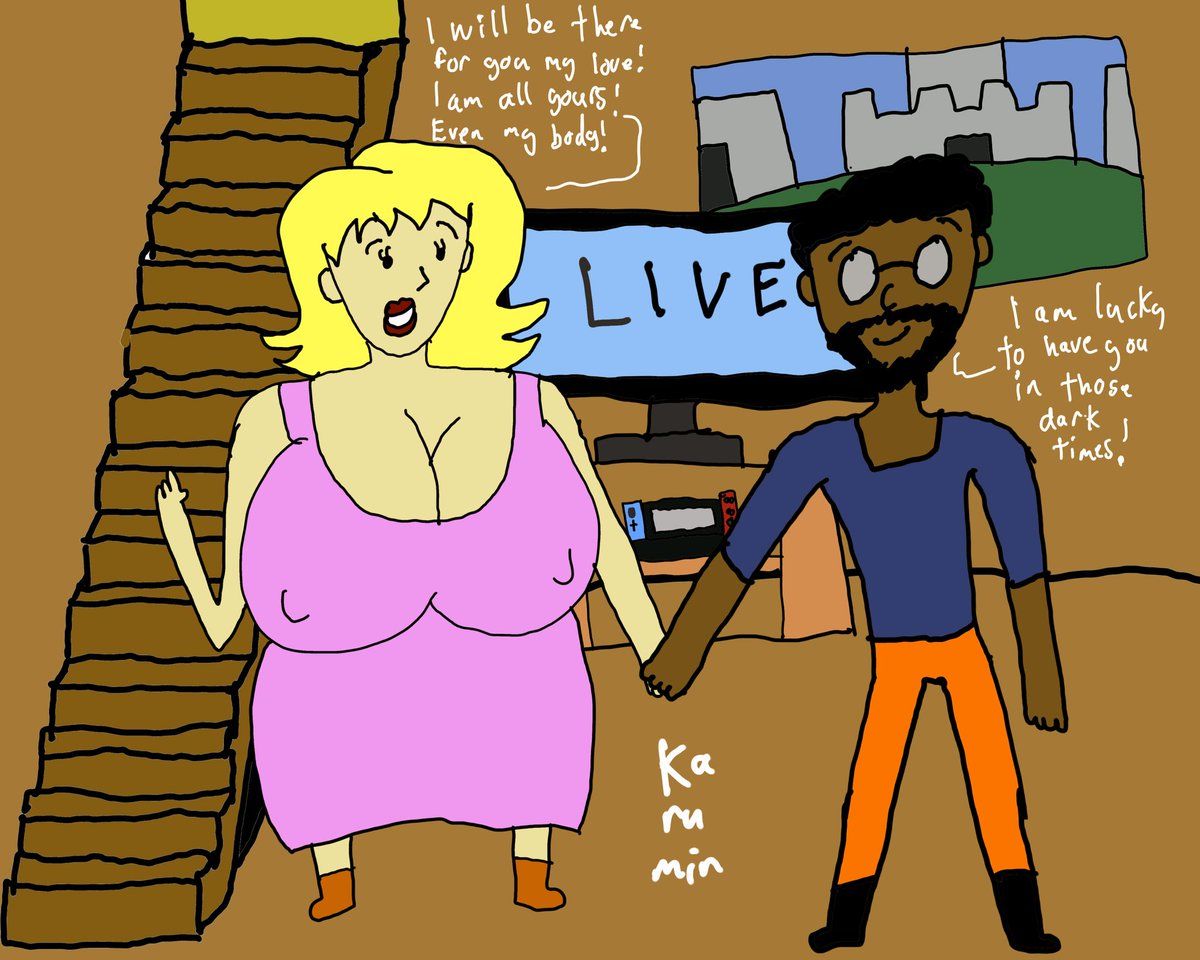 I will be there
for you my love!
I am all yours!
Even my body!
LIVE
I am lucky
to have you
in those
dark
times!
Ka
ru
min